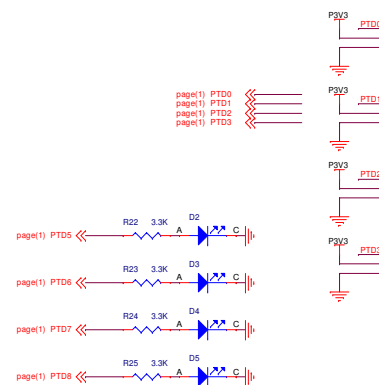 P3V3
PTD0
page(1) PTD0
page(1) PTD1
page(1) PTD2
page(1) PTD3
P3V3
PTD1
P3V3
PTD2
R22 3.3K D2
page(1) PTD5 A C
P3V3
PTD3
R23 3.3K D3
page(1) PTD6 A C
R24 3.3K D4
page(1) PTD7 A C
R25 3.3K D5
page(1) PTD8 A C